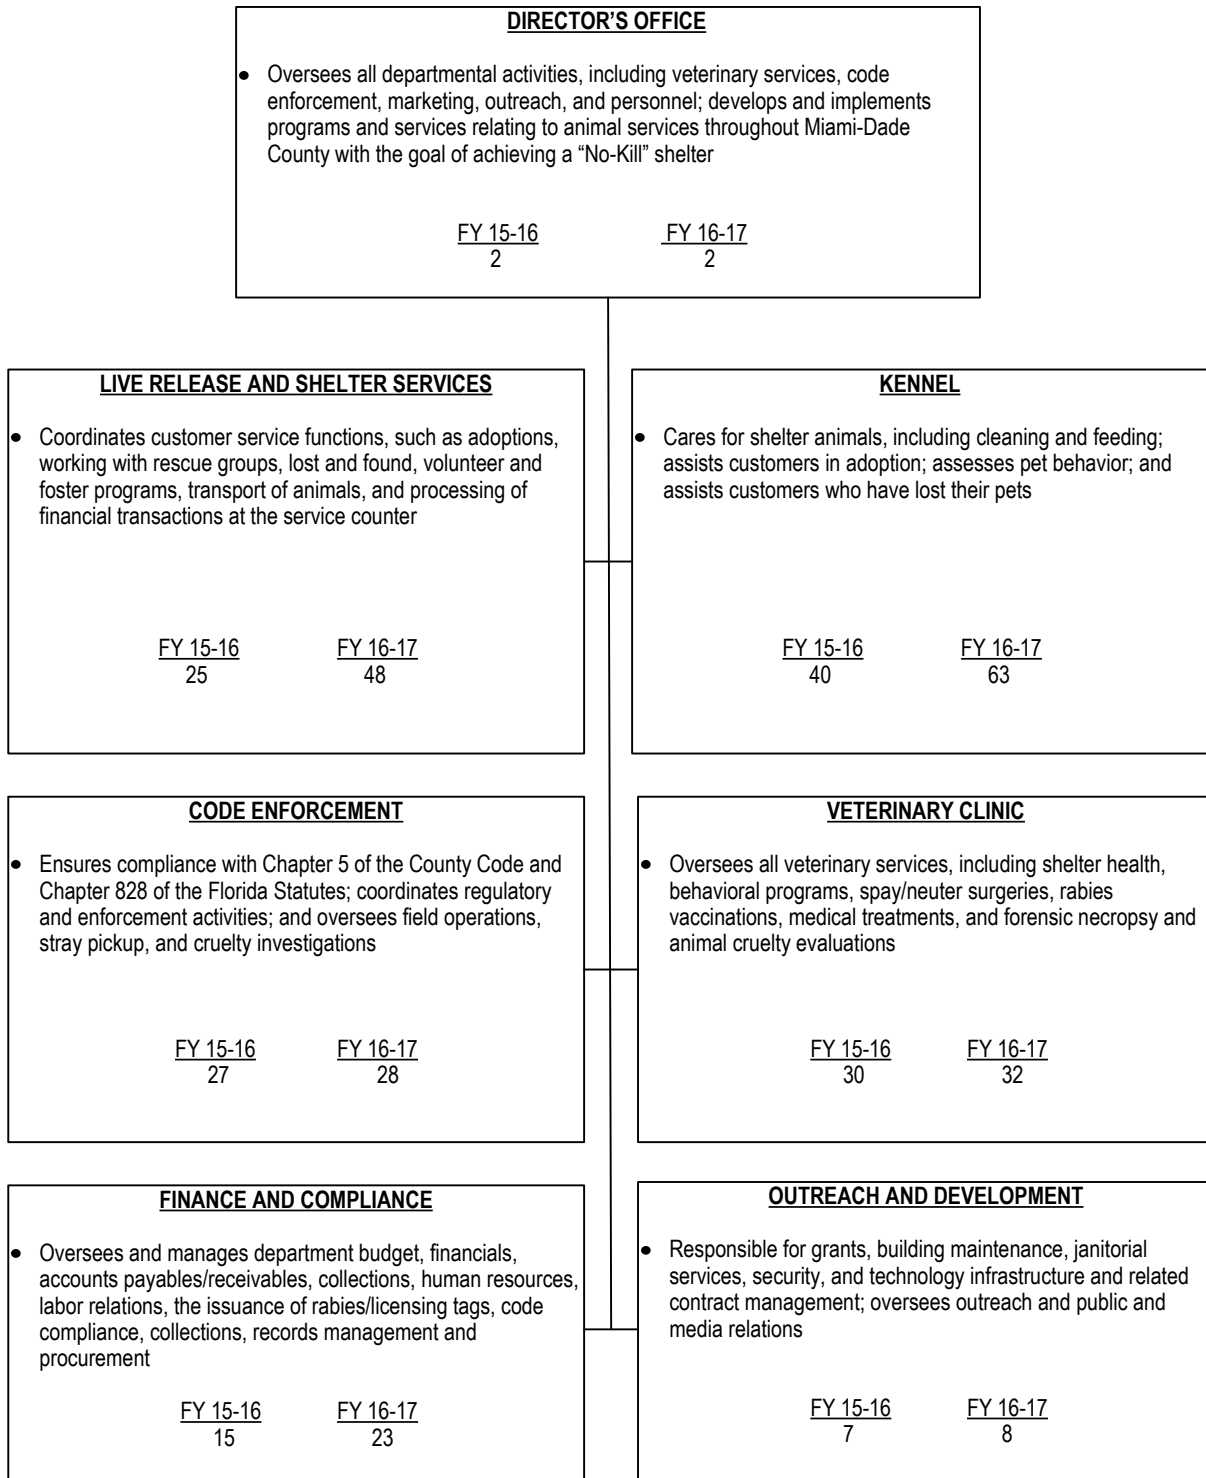 DIRECTOR’S OFFICE
• Oversees all departmental activities, including veterinary services, code
enforcement, marketing, outreach, and personnel; develops and implements
programs and services relating to animal services throughout Miami-Dade
County with the goal of achieving a “No-Kill” shelter
FY 15-16 FY 16-17
2 2
LIVE RELEASE AND SHELTER SERVICES
• Coordinates customer service functions, such as adoptions,
working with rescue groups, lost and found, volunteer and
foster programs, transport of animals, and processing of
financial transactions at the service counter
FY 15-16 FY 16-17
25 48
KENNEL
• Cares for shelter animals, including cleaning and feeding;
assists customers in adoption; assesses pet behavior; and
assists customers who have lost their pets
FY 15-16 FY 16-17
40 63
CODE ENFORCEMENT
• Ensures compliance with Chapter 5 of the County Code and
Chapter 828 of the Florida Statutes; coordinates regulatory
and enforcement activities; and oversees field operations,
stray pickup, and cruelty investigations
FY 15-16 FY 16-17
27 28
VETERINARY CLINIC
• Oversees all veterinary services, including shelter health,
behavioral programs, spay/neuter surgeries, rabies
vaccinations, medical treatments, and forensic necropsy and
animal cruelty evaluations
FY 15-16 FY 16-17
30 32
FINANCE AND COMPLIANCE
• Oversees and manages department budget, financials,
accounts payables/receivables, collections, human resources,
labor relations, the issuance of rabies/licensing tags, code
compliance, collections, records management and
procurement
FY 15-16 FY 16-17
15 23
OUTREACH AND DEVELOPMENT
• Responsible for grants, building maintenance, janitorial
services, security, and technology infrastructure and related
contract management; oversees outreach and public and
media relations
FY 15-16 FY 16-17
7 8